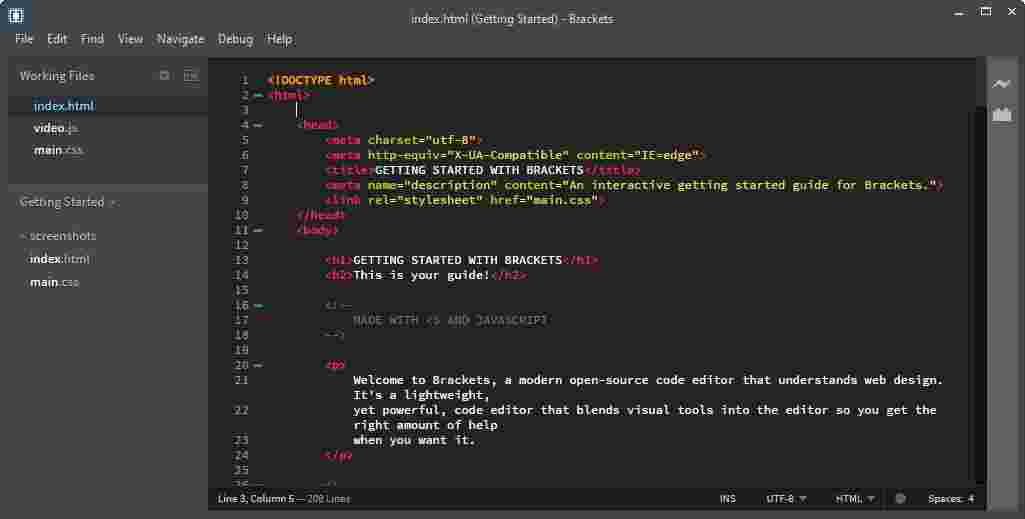 index.html (Getting Started) - Brackets
File Edit Find View Navigate Debug Help
Working Files
index.html
video.js
main.css
Getting Started
screenshots
index.html
main.css
1 <!DOCTYPE html>
2 <html>
3
4 <head>
5 <meta charset="utf-8">
6 <meta http-equiv="X-UA-Compatible" content="IE=edge">
7 <title>GETTING STARTED WITH BRACKETS</title>
8 <meta name="description" content="An interactive getting started guide for Brackets.">
9 <link rel="stylesheet" href="main.css">
10 </head>
11 <body>
12
13 <h1>GETTING STARTED WITH BRACKETS</h1>
14 <h2>This is your guide!</h2>
15
16 <!--
17 MADE WITH <3 AND JAVASCRIPT
18 -->
19
20 <p>
21 Welcome to Brackets, a modern open-source code editor that understands web design.
It's a lightweight,
22 yet powerful, code editor that blends visual tools into the editor so you get the
right amount of help
23 when you want it.
24 </p>
25
Line 3, Column 5 — 208 Lines INS UTF-8 HTML Spaces: 4